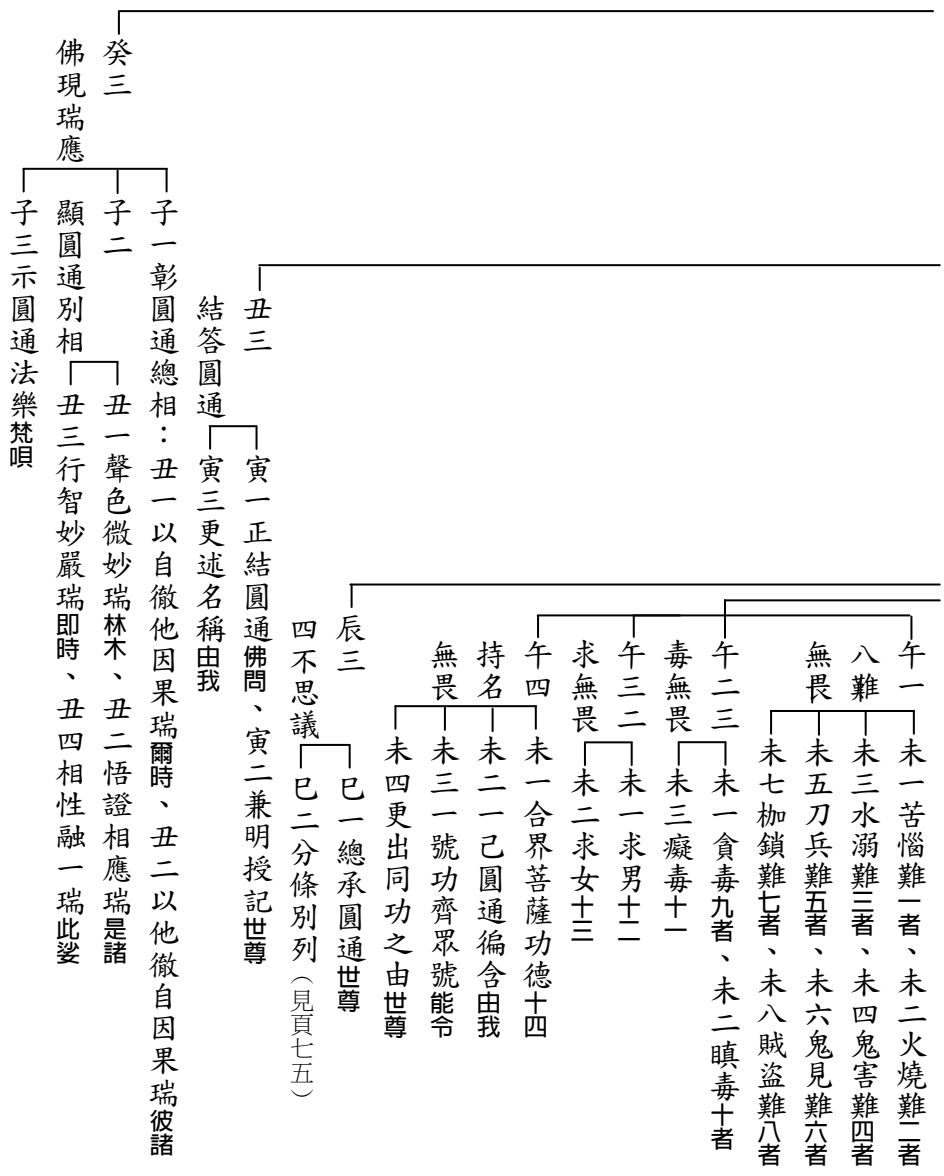 午一
八難
無畏
未一苦惱難一者、未二火燒難二者
未三水溺難三者、未四鬼害難四者
未五刀兵難五者、未六鬼見難六者
未七枷鎖難七者、未八賊盜難八者
午二三
毒無畏
未一貪毒九者、未二瞋毒十者
未三癡毒十一
午三二
求無畏
未一求男十二
未二求女十三
午四
持名
無畏
未一合界菩薩功德十四
未二一己圓通徧含由我
未三一號功齊眾號能令
未四更出同功之由世尊
辰三
四不思議
巳一總承圓通世尊
巳二分條別列（見頁七五）
丑三
結答圓通
寅一正結圓通佛問、寅二兼明授記世尊
寅三更述名稱由我
癸三
佛現瑞應
子一彰圓通總相：丑一以自徹他因果瑞爾時、丑二以他徹自因果瑞彼諸
子二
顯圓通別相
丑一聲色微妙瑞林木、丑二悟證相應瑞是諸
丑三行智妙嚴瑞即時、丑四相性融一瑞此娑
子三示圓通法樂梵唄